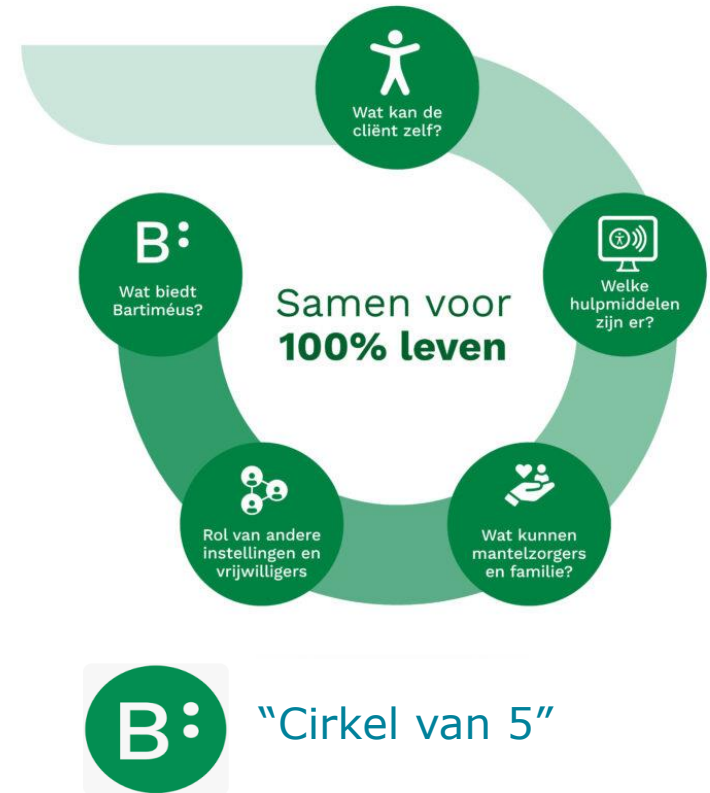 Wat kan de
cliënt zelf?
Welke
hulpmiddelen
zijn er?
Wat kunnen
mantelzorgers
en familie?
Rol van andere
instellingen en
vrijwilligers
B:
Wat biedt
Bartiméus?
Samen voor
100% leven
B:
“Cirkel van 5”